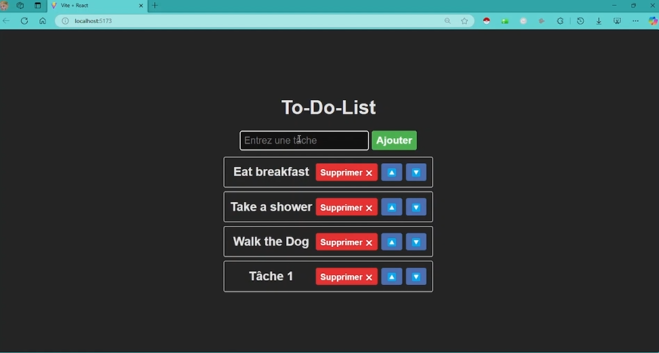 Vite + React
localhost:5173
To-Do-List
Entrez une tâche
Ajouter
Eat breakfast Supprimer ✕
Take a shower Supprimer ✕
Walk the Dog Supprimer ✕
Tâche 1 Supprimer ✕